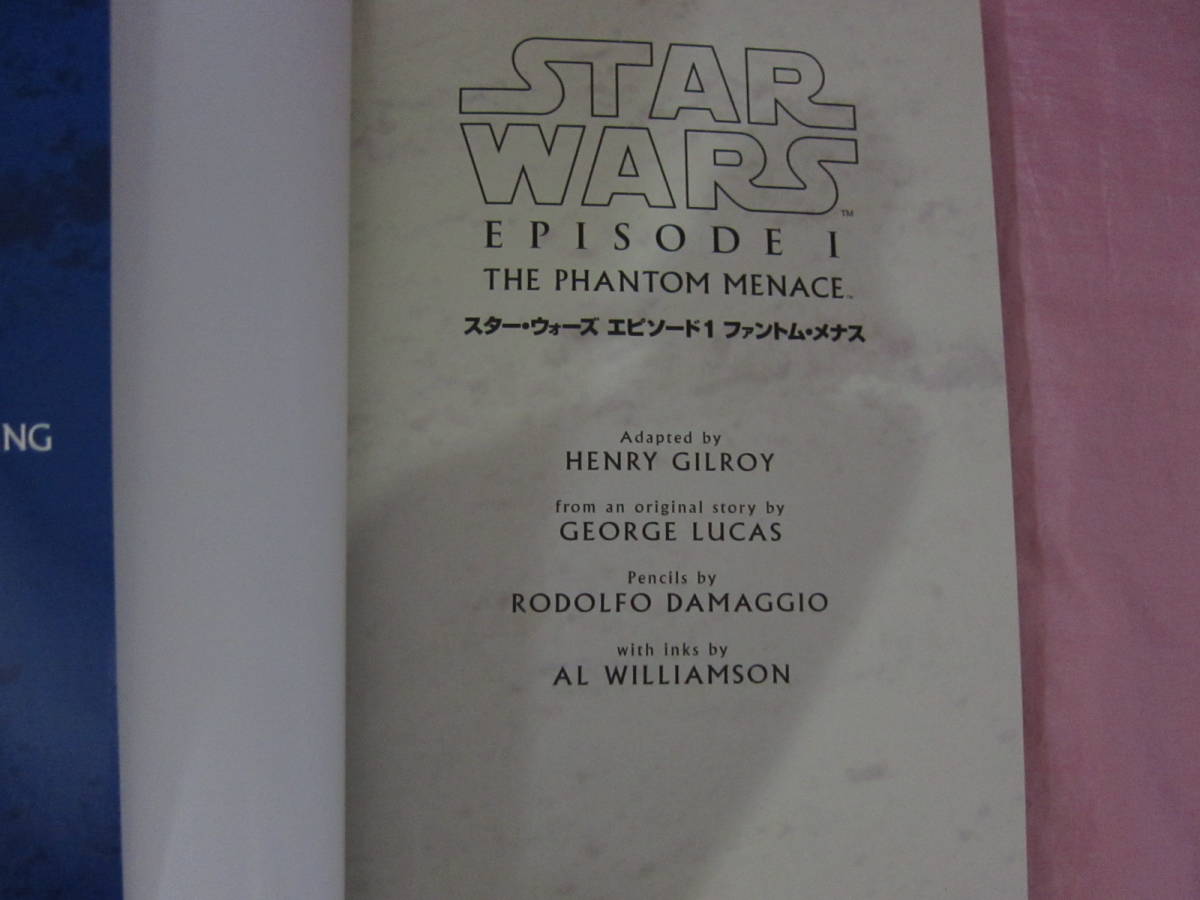 NG
STAR
WARS™
EPISODE I
THE PHANTOM MENACE™
スター・ウォーズ エピソード1 ファントム・メナス
Adapted by
HENRY GILROY
from an original story by
GEORGE LUCAS
Pencils by
RODOLFO DAMAGGIO
with inks by
AL WILLIAMSON